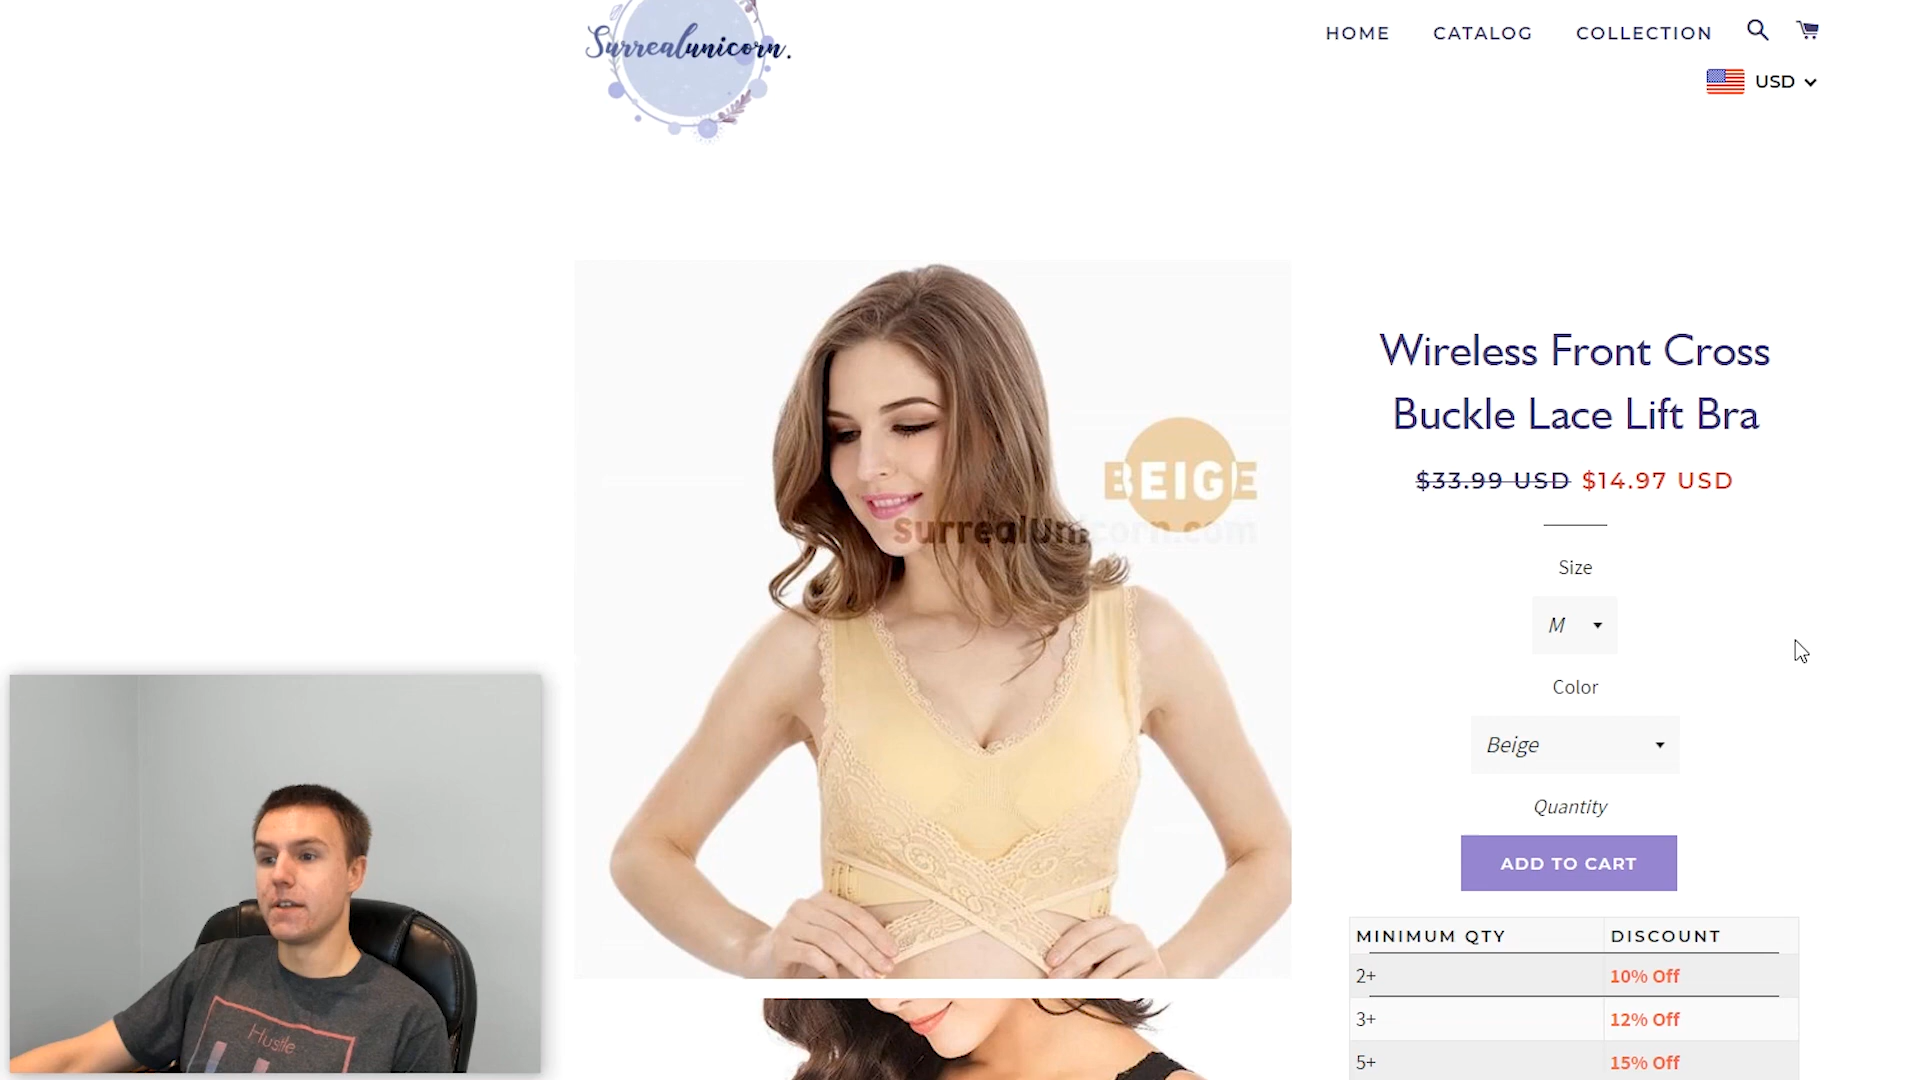 Surrealunicorn.
HOME
CATALOG
COLLECTION
USD
BEIGE
SurrealUnicorn.com
Wireless Front Cross
Buckle Lace Lift Bra
$33.99 USD $14.97 USD
Size
M
Color
Beige
Quantity
ADD TO CART
MINIMUM QTY DISCOUNT
2+ 10% Off
3+ 12% Off
5+ 15% Off
Hustle